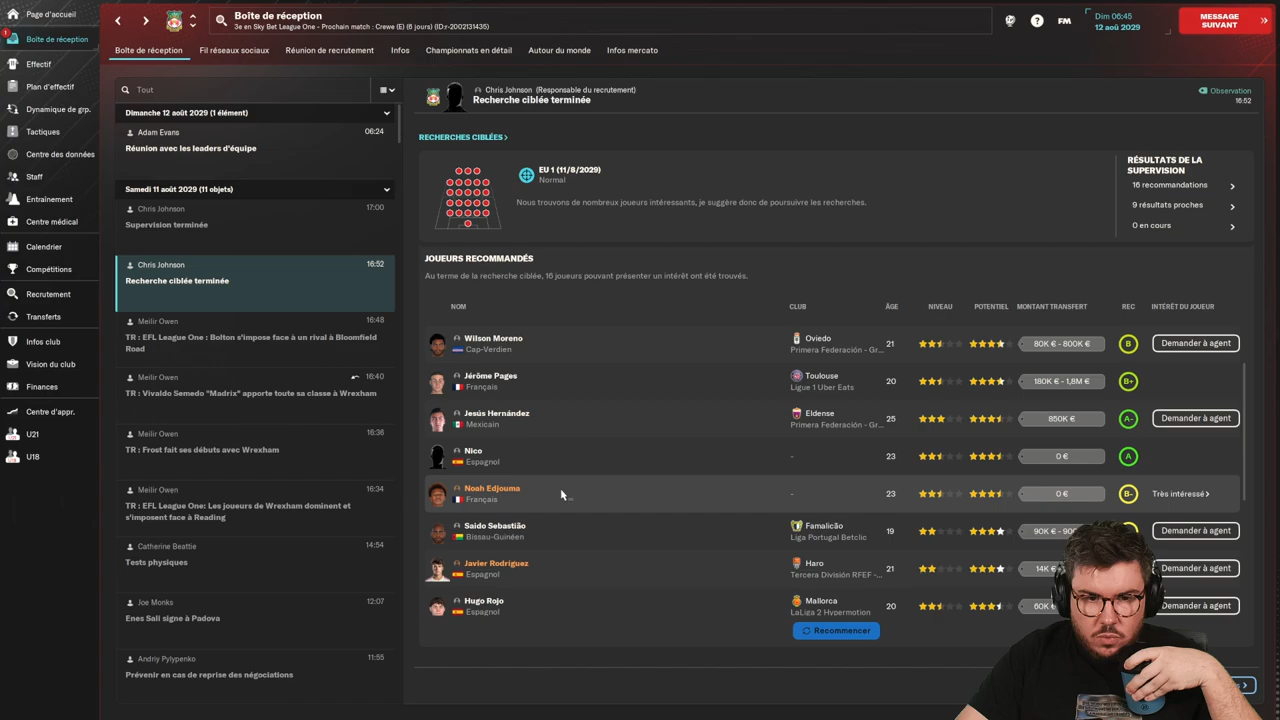 Page d'accueil
1
Boîte de réception
Effectif
Plan d'effectif
Dynamique de grp.
Tactiques
Centre des données
Staff
Entraînement
Centre médical
Calendrier
Compétitions
Recrutement
Transferts
Infos club
Vision du club
Finances
Centre d'appr.
U21
U18
Boîte de réception
3e en Sky Bet League One - Prochain match : Crewe (E) (6 jours) (ID:r-2002131435)
FM
Dim 06:45
12 août 2029
MESSAGE SUIVANT
Boîte de réception
Fil réseaux sociaux
Réunion de recrutement
Infos
Championnats en détail
Autour du monde
Infos mercato
Tout
Dimanche 12 août 2029 (1 élément)
Adam Evans 06:24
Réunion avec les leaders d'équipe
Samedi 11 août 2029 (11 objets)
Chris Johnson 17:00
Supervision terminée
Chris Johnson 16:52
Recherche ciblée terminée
Meilir Owen 16:48
TR : EFL League One : Bolton s'impose face à un rival à Bloomfield
Road
Meilir Owen 16:40
TR : Vivaldo Semedo "Madrix" apporte toute sa classe à Wrexham
Meilir Owen 16:36
TR : Frost fait ses débuts avec Wrexham
Meilir Owen 16:34
TR : EFL League One: Les joueurs de Wrexham dominent et
s'imposent face à Reading
Catherine Beattie 14:54
Tests physiques
Joe Monks 12:07
Enes Sali signe à Padova
Andriy Pylypenko 11:55
Prévenir en cas de reprise des négociations
Chris Johnson (Responsable du recrutement)
Recherche ciblée terminée
Observation
16:52
RECHERCHES CIBLÉES
EU 1 (11/8/2029)
Normal
Nous trouvons de nombreux joueurs intéressants, je suggère donc de poursuivre les recherches.
RÉSULTATS DE LA SUPERVISION
16 recommandations
9 résultats proches
0 en cours
JOUEURS RECOMMANDÉS
Au terme de la recherche ciblée, 16 joueurs pouvant présenter un intérêt ont été trouvés.
NOM CLUB ÂGE NIVEAU POTENTIEL MONTANT TRANSFERT REC INTÉRÊT DU JOUEUR
Wilson Moreno Oviedo 21 80K € - 800K € B Demander à agent
Cap-Verdien Primera Federación - Gr...
Jérôme Pages Toulouse 20 180K € - 1,8M € B+
Français Ligue 1 Uber Eats
Jesús Hernández Eldense 25 850K € A- Demander à agent
Mexicain Primera Federación - Gr...
Nico - 23 0 € A
Espagnol
Noah Edjouma - 23 0 € B- Très intéressé
Français
Saido Sebastião Famalicão 19 90K € - 900 Demander à agent
Bissau-Guinéen Liga Portugal Betclic
Javier Rodríguez Haro 21 14K € Demander à agent
Espagnol Tercera División RFEF -...
Hugo Rojo Mallorca 20 60K € Demander à agent
Espagnol LaLiga 2 Hypermotion
Recommencer